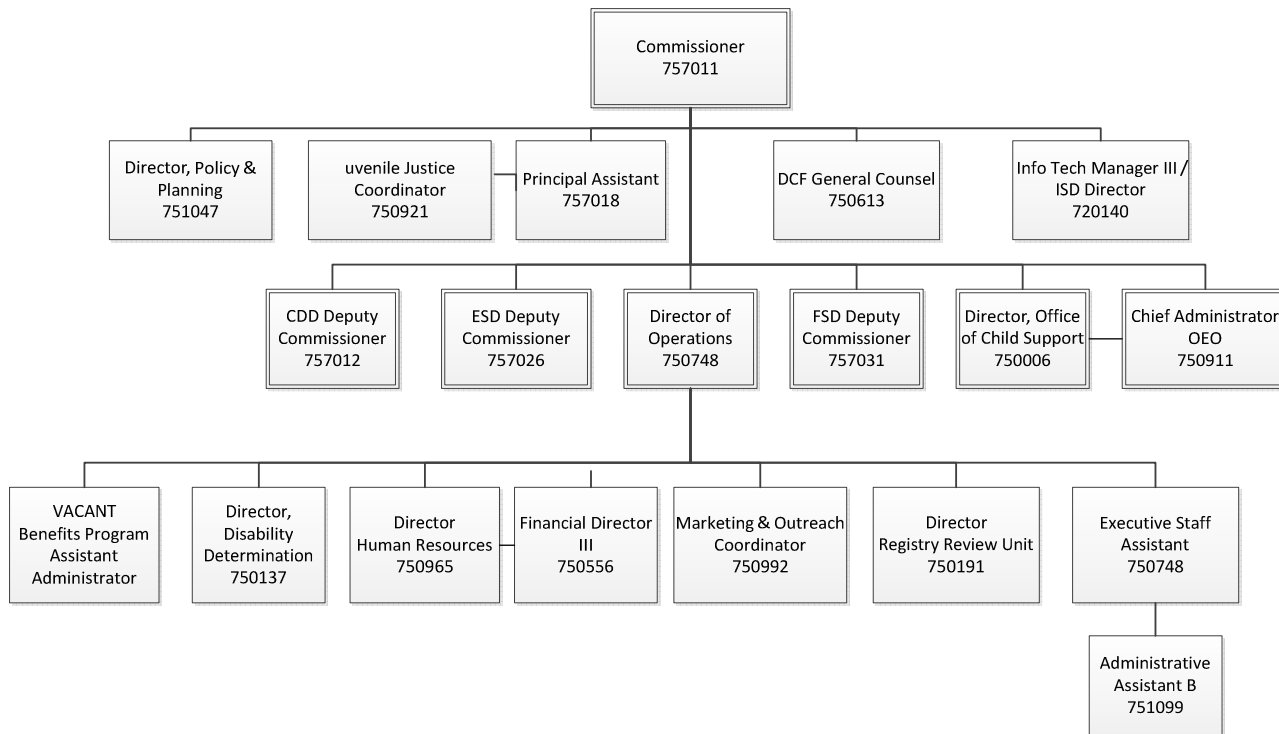 Commissioner
757011
Director, Policy &
Planning
751047
uvenile Justice
Coordinator
750921
Principal Assistant
757018
DCF General Counsel
750613
Info Tech Manager III /
ISD Director
720140
CDD Deputy
Commissioner
757012
ESD Deputy
Commissioner
757026
Director of
Operations
750748
FSD Deputy
Commissioner
757031
Director, Office
of Child Support
750006
Chief Administrator
OEO
750911
VACANT
Benefits Program
Assistant
Administrator
Director,
Disability
Determination
750137
Director
Human Resources
750965
Financial Director
III
750556
Marketing & Outreach
Coordinator
750992
Director
Registry Review Unit
750191
Executive Staff
Assistant
750748
Administrative
Assistant B
751099